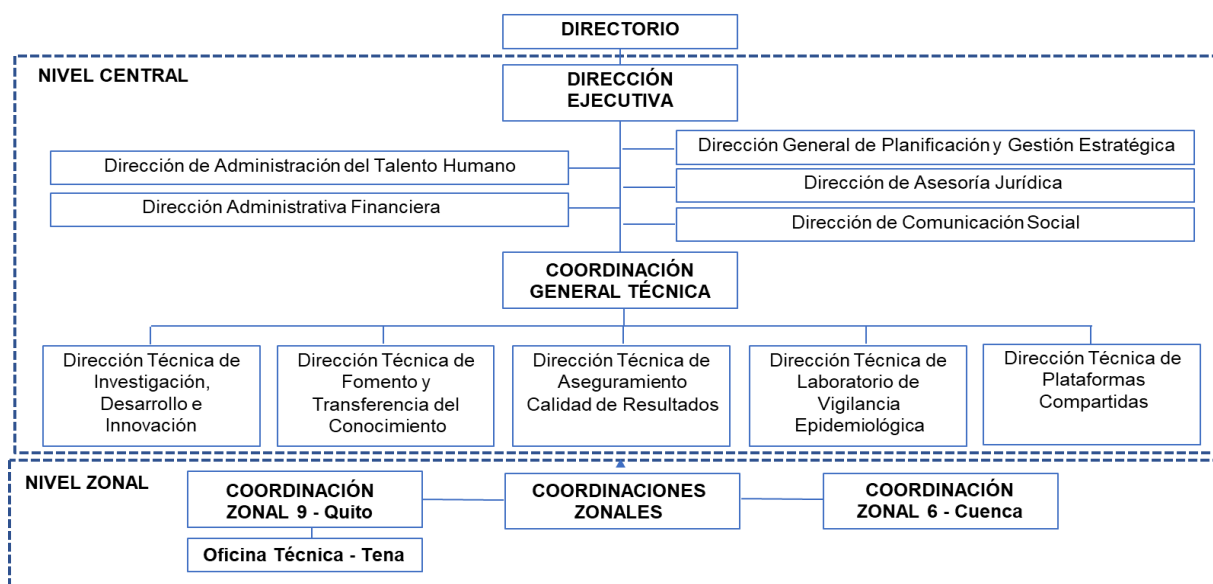 DIRECTORIO
NIVEL CENTRAL
DIRECCIÓN
EJECUTIVA
Dirección de Administración del Talento Humano
Dirección General de Planificación y Gestión Estratégica
Dirección Administrativa Financiera
Dirección de Asesoría Jurídica
Dirección de Comunicación Social
COORDINACIÓN
GENERAL TÉCNICA
Dirección Técnica de
Investigación,
Desarrollo e
Innovación
Dirección Técnica de
Fomento y
Transferencia del
Conocimiento
Dirección Técnica de
Aseguramiento
Calidad de Resultados
Dirección Técnica de
Laboratorio de
Vigilancia
Epidemiológica
Dirección Técnica de
Plataformas
Compartidas
NIVEL ZONAL
COORDINACIÓN
ZONAL 9 - Quito
COORDINACIONES
ZONALES
COORDINACIÓN
ZONAL 6 - Cuenca
Oficina Técnica - Tena